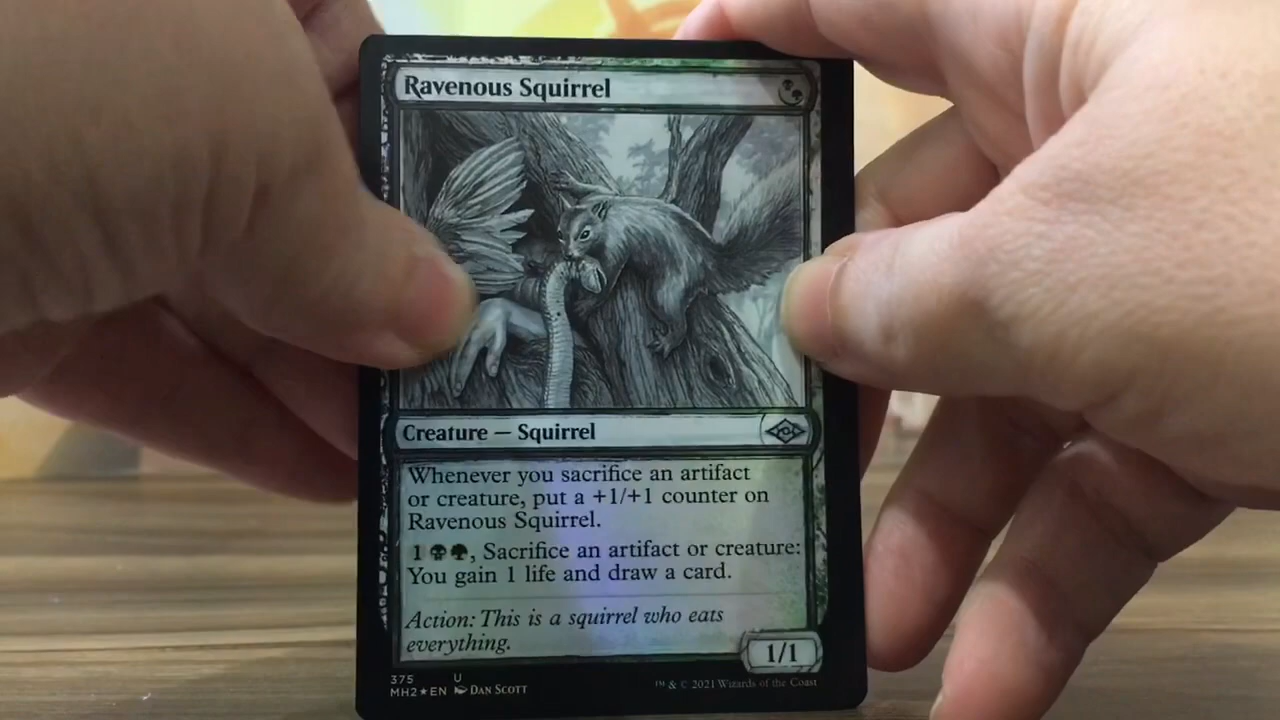 Ravenous Squirrel
Creature — Squirrel
Whenever you sacrifice an artifact
or creature, put a +1/+1 counter on
Ravenous Squirrel.
1, Sacrifice an artifact or creature:
You gain 1 life and draw a card.
Action: This is a squirrel who eats
everything.
1/1
375 U
MH2★EN Dan Scott
™ & © 2021 Wizards of the Coast